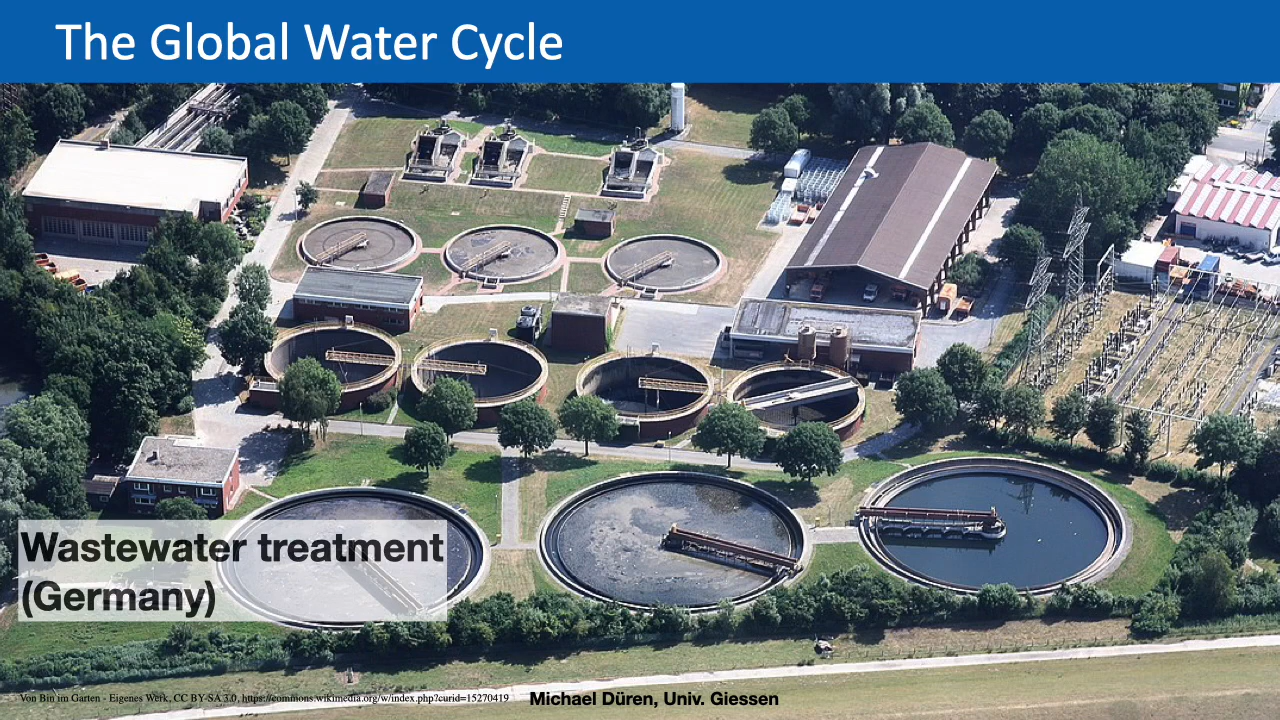 The Global Water Cycle
Wastewater treatment
(Germany)
Von Bin im Garten - Eigenes Werk, CC BY-SA 3.0, https://commons.wikimedia.org/w/index.php?curid=15270419
Michael Düren, Univ. Giessen